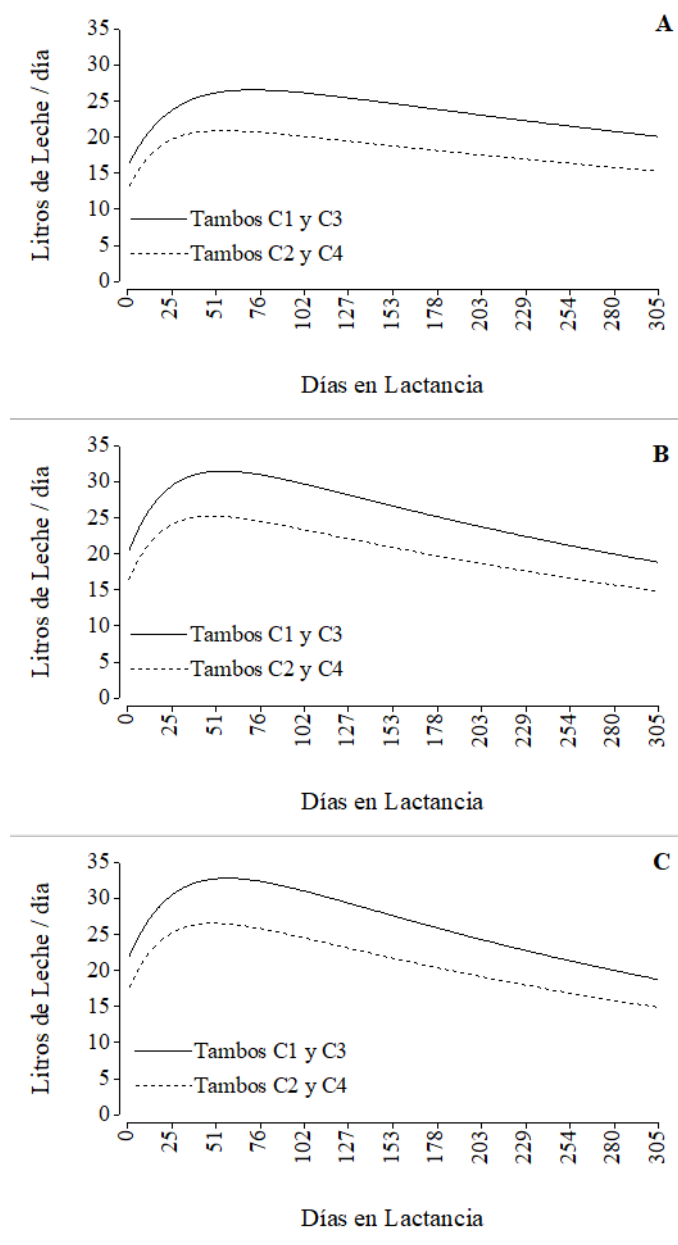 A
35
30
25
20
15
10
5
0
Litros de Leche / día
Tambos C1 y C3
Tambos C2 y C4
0 25 51 76 102 127 153 178 203 229 254 280 305
Días en Lactancia
B
35
30
25
20
15
10
5
0
Litros de Leche / día
Tambos C1 y C3
Tambos C2 y C4
0 25 51 76 102 127 153 178 203 229 254 280 305
Días en Lactancia
C
35
30
25
20
15
10
5
0
Litros de Leche / día
Tambos C1 y C3
Tambos C2 y C4
0 25 51 76 102 127 153 178 203 229 254 280 305
Días en Lactancia